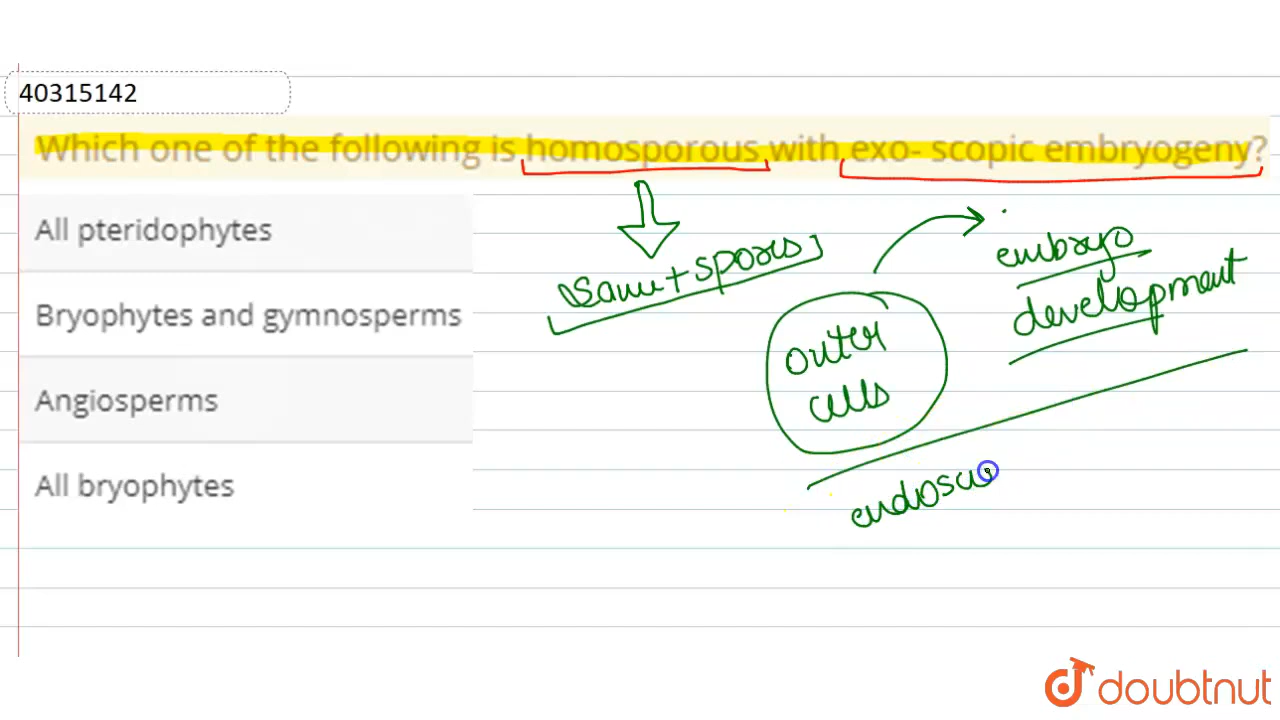 40315142
Which one of the following is homosporous with exo- scopic embryogeny?
All pteridophytes
Bryophytes and gymnosperms
Angiosperms
All bryophytes
same + spores
outer
cells
embryo
development
endosco
doubtnut